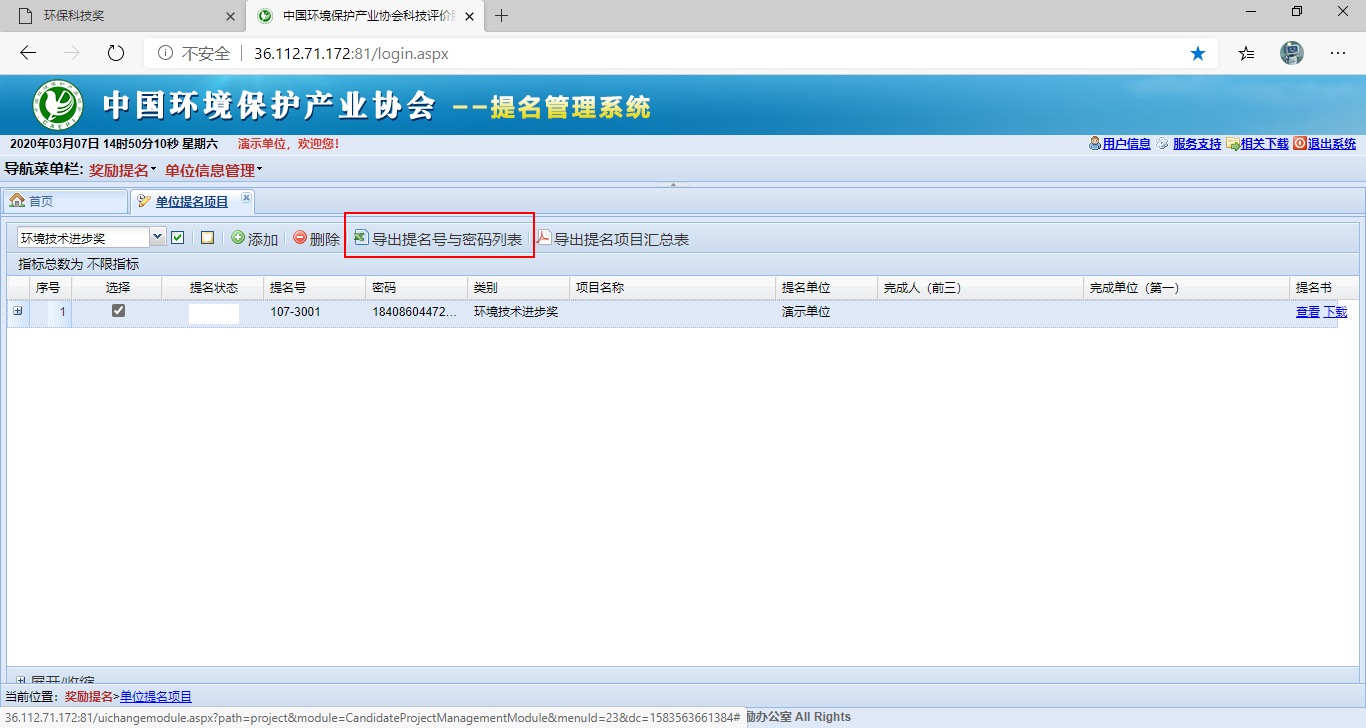 环保科技奖
中国环境保护产业协会科技评价
不安全 36.112.71.172:81/login.aspx
中国环境保护产业协会 --提名管理系统
2020年03月07日 14时50分10秒 星期六 演示单位，欢迎您！ 用户信息 服务支持 相关下载 退出系统
导航菜单栏: 奖励提名 单位信息管理
首页 单位提名项目
环境技术进步奖 添加 删除 导出提名号与密码列表 导出提名项目汇总表
指标总数为 不限指标
序号 选择 提名状态 提名号 密码 类别 项目名称 提名单位 完成人（前三） 完成单位（第一） 提名书
1 107-3001 18408604472... 环境技术进步奖 演示单位 查看 下载
展开/收缩
当前位置: 奖励提名>单位提名项目
36.112.71.172:81/uichangemodule.aspx?path=project&module=CandidateProjectManagementModule&menuId=23&dc=1583563661384# 励办公室 All Rights